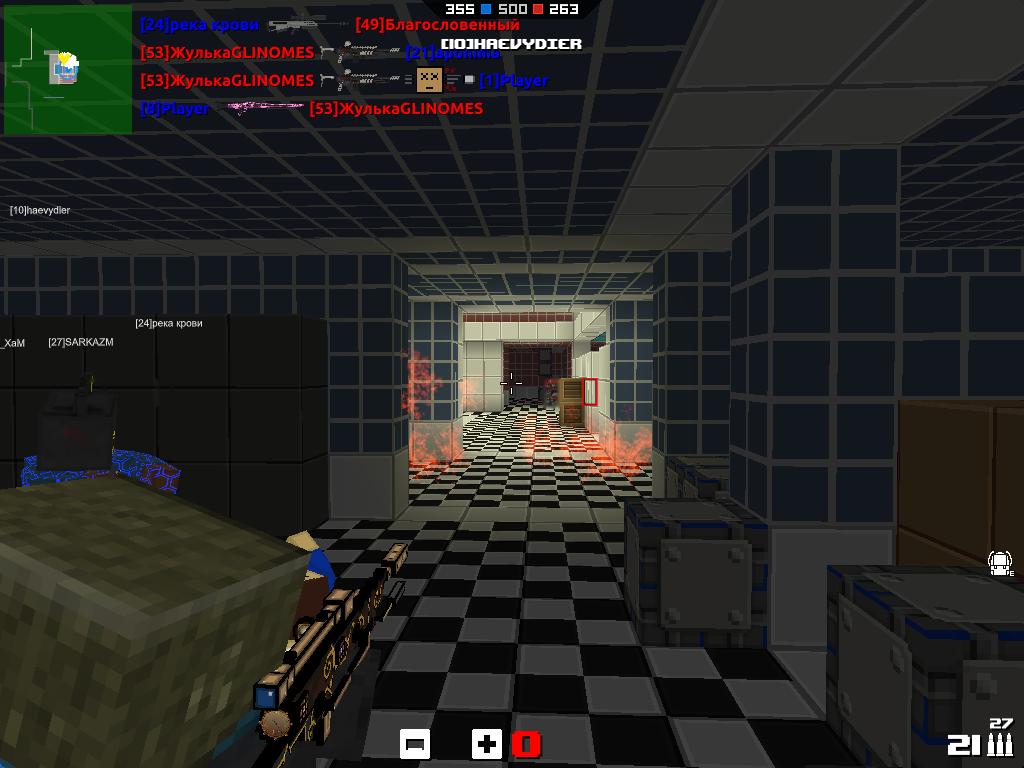 355 500 263
[24]река крови [49]Благословенный
[10]HAEVYDIER
[53]ЖулькаGLINOMES
[53]ЖулькаGLINOMES [1]Player
[8]Player [53]ЖулькаGLINOMES
[10]haevydler
[24]река крови
_XaM [27]SARKAZM
E
27
21